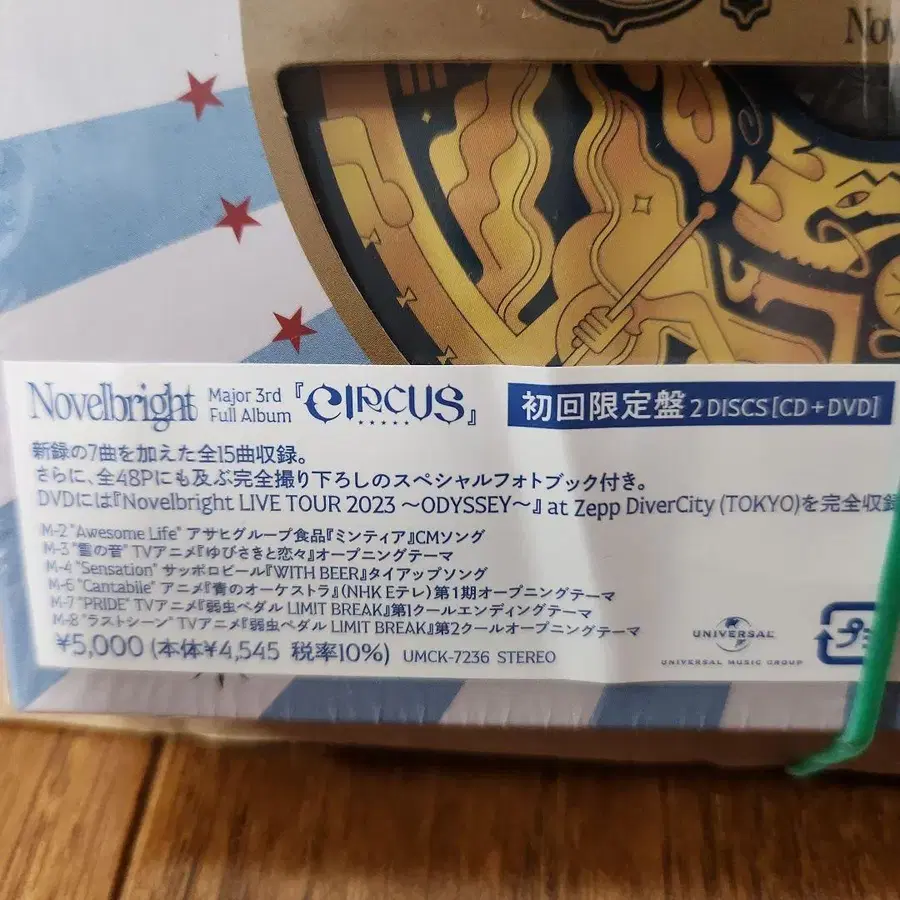 Nov
Novelbright Major 3rd Full Album 『CIRCUS』 初回限定盤 2 DISCS [CD+DVD]
新録の7曲を加えた全15曲収録。
さらに、全48Pにも及ぶ完全撮り下ろしのスペシャルフォトブック付き。
DVDには『Novelbright LIVE TOUR 2023 〜ODYSSEY〜』 at Zepp DiverCity (TOKYO)を完全収録
M-2 "Awesome Life" アサヒグループ食品『ミンティア』CMソング
M-3 "雪の音" TVアニメ『ゆびさきと恋々』オープニングテーマ
M-4 "Sensation" サッポロビール『WITH BEER』タイアップソング
M-6 "Cantabile" アニメ『青のオーケストラ』(NHK Eテレ) 第1期オープニングテーマ
M-7 "PRIDE" TVアニメ『弱虫ペダル LIMIT BREAK』第1クールエンディングテーマ
M-8 "ラストシーン" TVアニメ『弱虫ペダル LIMIT BREAK』第2クールオープニングテーマ
¥5,000 (本体¥4,545 税率10%) UMCK-7236 STEREO
UNIVERSAL
UNIVERSAL MUSIC GROUP
プラ